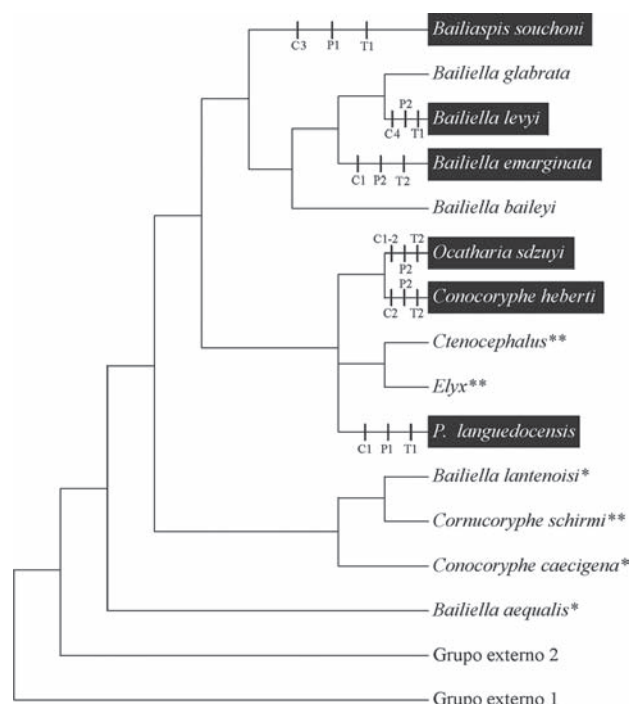 Bailiaspis souchoni
C3 P1 T1
Bailiella glabrata
P2
Bailiella levyi
C4 T1
Bailiella emarginata
C1 P2 T2
Bailiella baileyi
C1-2 T2
Ocatharia sdzuyi
P2
P2
Conocoryphe heberti
C2 T2
Ctenocephalus**
Elyx**
P. languedocensis
C1 P1 T1
Bailiella lantenoisi*
Cornucoryphe schirmi**
Conocoryphe caecigena*
Bailiella aequalis*
Grupo externo 2
Grupo externo 1